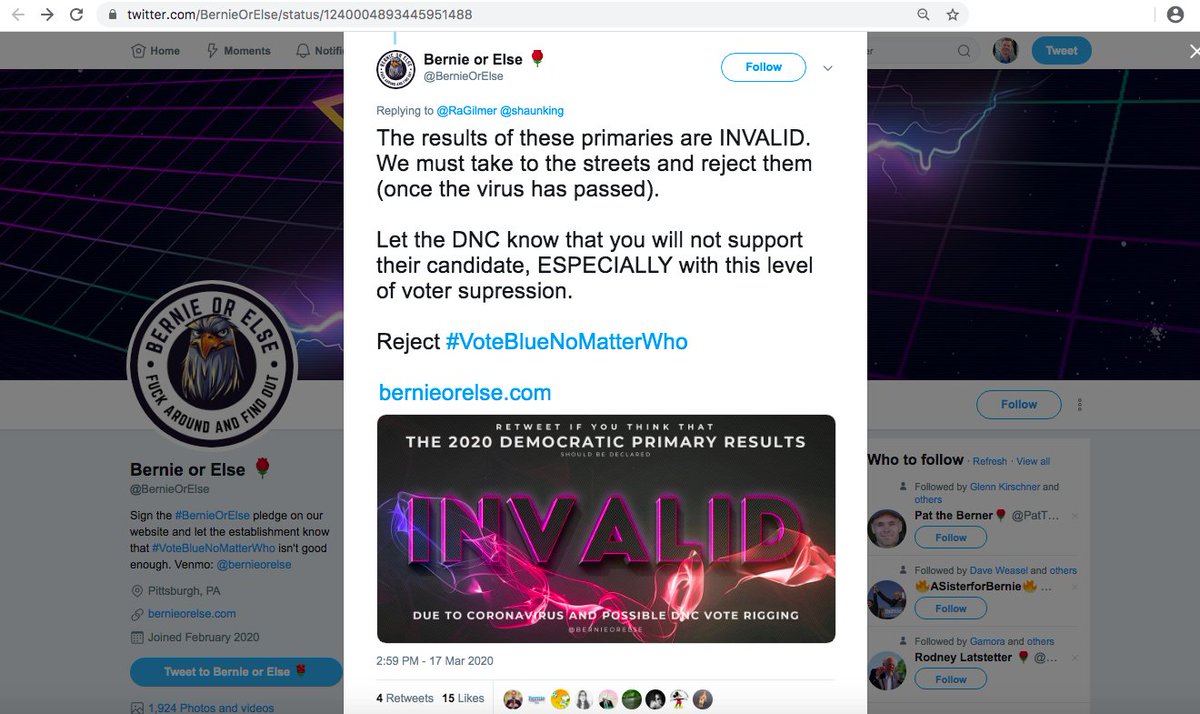 twitter.com/BernieOrElse/status/1240004893445951488
Home
Moments
Notifi
er
Tweet
Bernie or Else
@BernieOrElse
Follow
Replying to @RaGilmer @shaunking
The results of these primaries are INVALID.
We must take to the streets and reject them
(once the virus has passed).
Let the DNC know that you will not support
their candidate, ESPECIALLY with this level
of voter supression.
Reject #VoteBlueNoMatterWho
bernieorelse.com
RETWEET IF YOU THINK THAT
THE 2020 DEMOCRATIC PRIMARY RESULTS
SHOULD BE DECLARED
INVALID
DUE TO CORONAVIRUS AND POSSIBLE DNC VOTE RIGGING
@BERNIEORELSE
2:59 PM - 17 Mar 2020
4 Retweets 15 Likes
BERNIE OR ELSE
FUCK AROUND AND FIND OUT
Bernie or Else
@BernieOrElse
Sign the #BernieOrElse pledge on our
website and let the establishment know
that #VoteBlueNoMatterWho isn't good
enough. Venmo: @bernieorelse
Pittsburgh, PA
bernieorelse.com
Joined February 2020
Tweet to Bernie or Else
1,924 Photos and videos
Follow
Who to follow · Refresh · View all
Followed by Glenn Kirschner and
others
Pat the Berner @PatT...
Follow
Followed by Dave Weasel and others
ASisterforBernie ...
Follow
Followed by Gamora and others
Rodney Latstetter @...
Follow